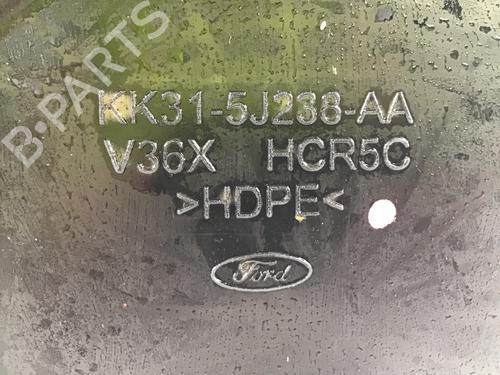 B-PARTS
KK31-5J238-AA
V36X HCR5C
>HDPE<
Ford